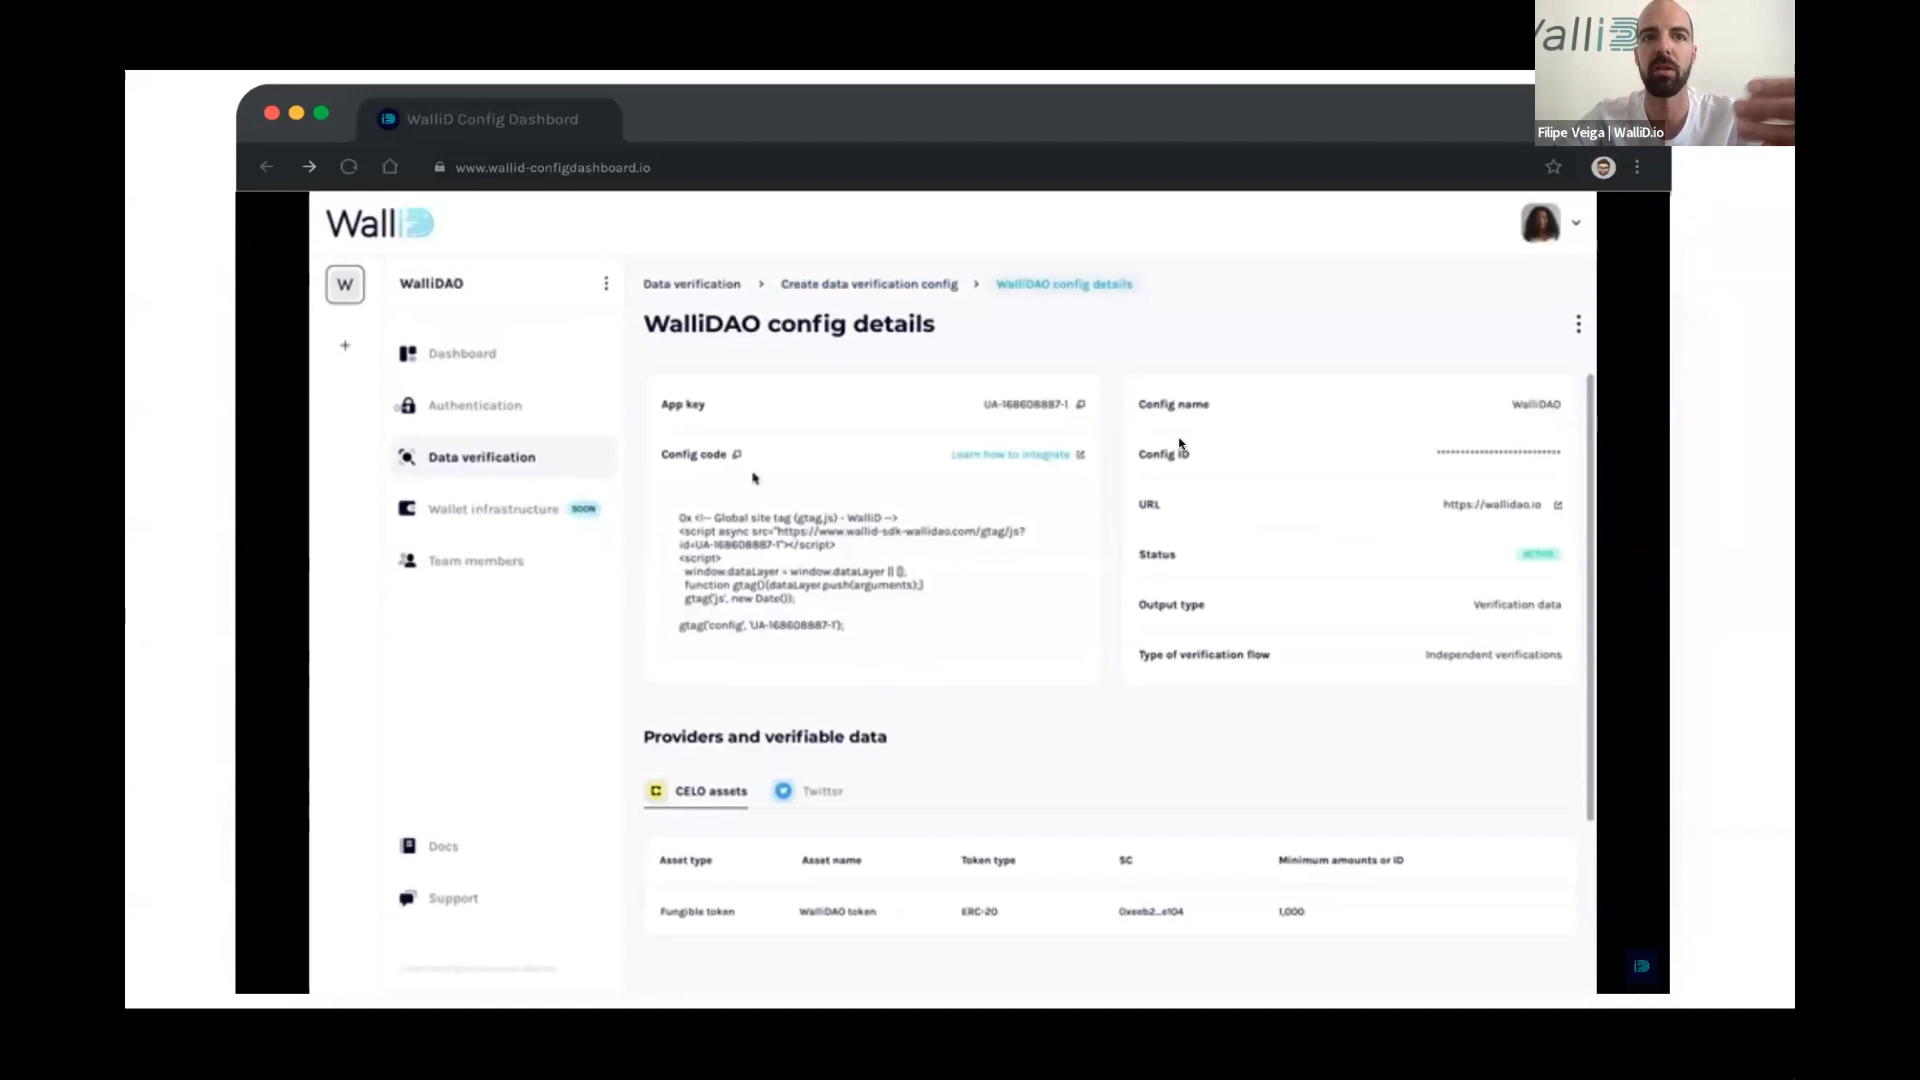 WalliD
Filipe Veiga | WalliD.io
WalliD Config Dashbord
www.wallid-configdashboard.io
WalliD
W
WalliDAO
+
Dashboard
Authentication
Data verification
Wallet infrastructure SOON
Team members
Docs
Support
Data verification > Create data verification config > WalliDAO config details
WalliDAO config details
App key UA-168608887-1
Config code Learn how to integrate
0x <!-- Global site tag (gtag.js) - WalliD -->
<script async src="https://www.wallid-sdk-wallidao.com/gtag/js?
id=UA-168608887-1"></script>
<script>
window.dataLayer = window.dataLayer || [];
function gtag(){dataLayer.push(arguments);}
gtag('js', new Date());
gtag('config', 'UA-168608887-1');
Config name WalliDAO
Config ID **************************
URL https://wallidao.io
Status ACTIVE
Output type Verification data
Type of verification flow Independent verifications
Providers and verifiable data
CELO assets Twitter
Asset type Asset name Token type SC Minimum amounts or ID
Fungible token WalliDAO token ERC-20 0xeeb2...e104 1,000